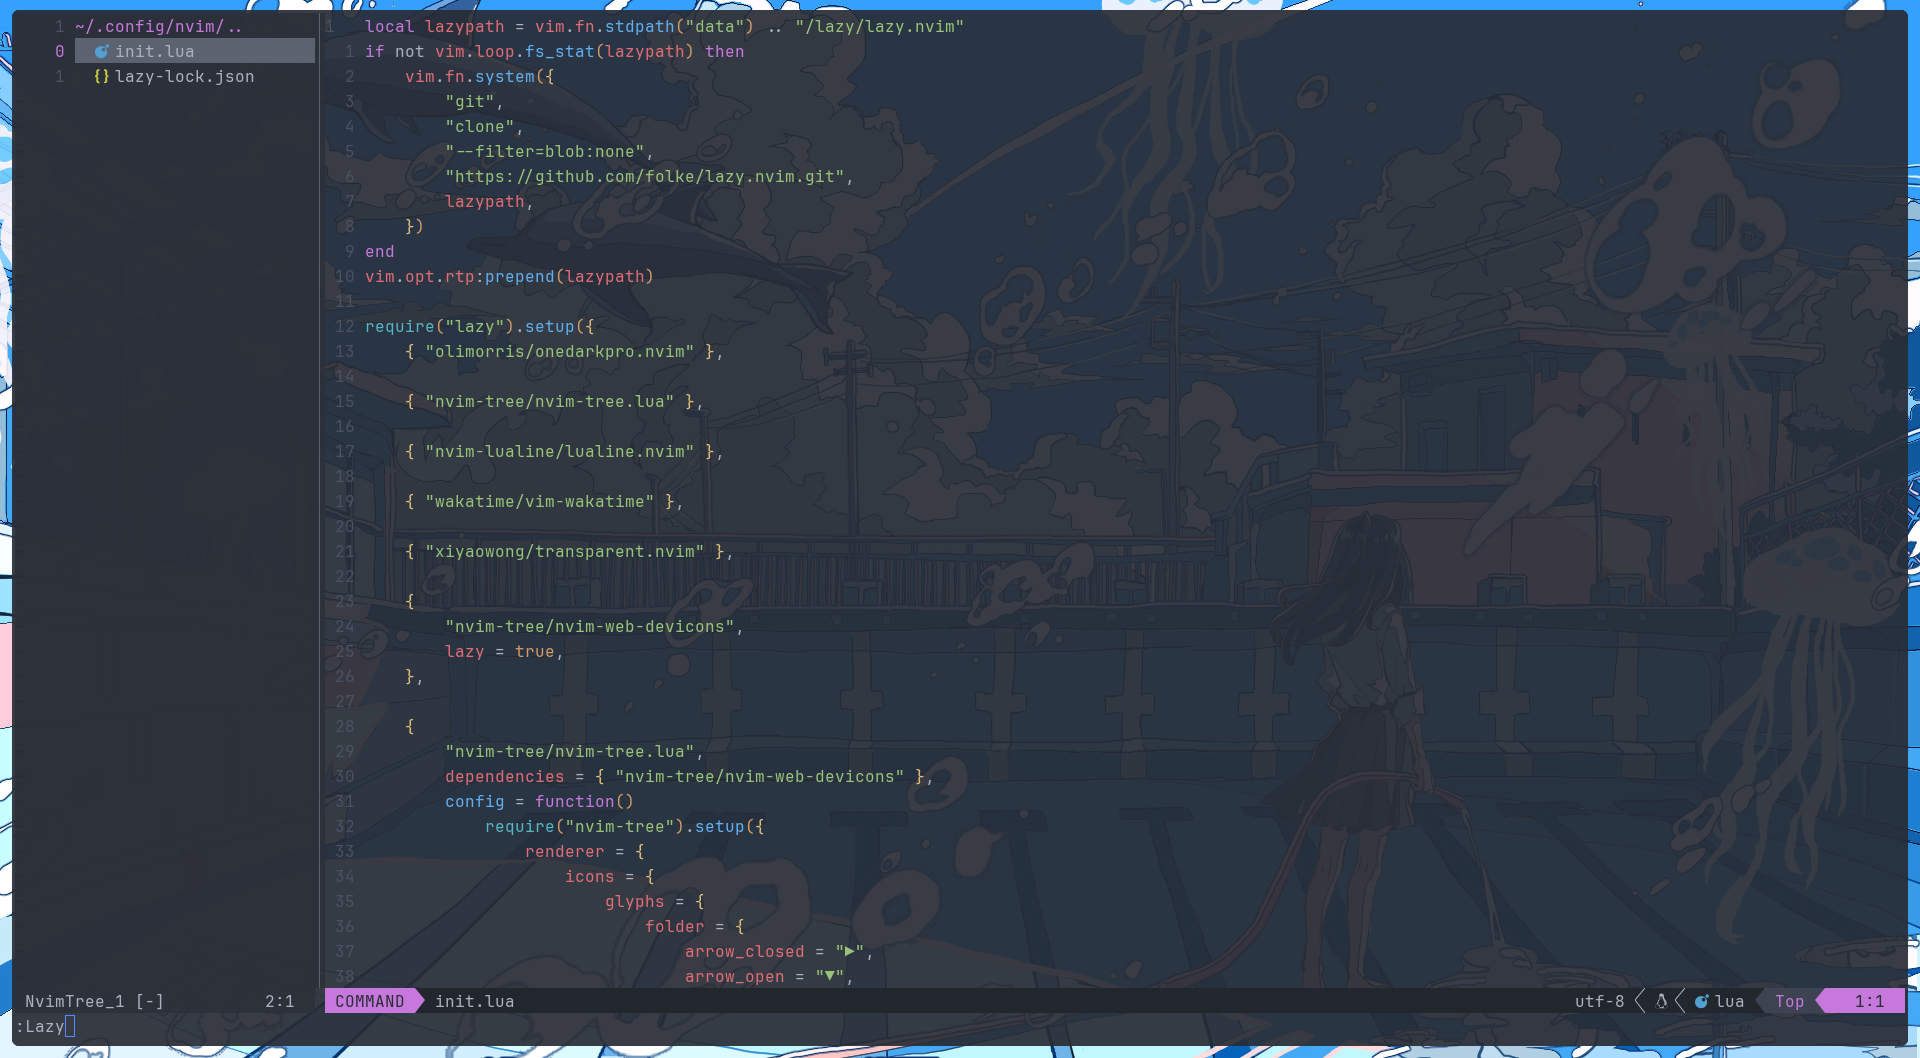 1 ~/.config/nvim/..
0 init.lua
1 {} lazy-lock.json
1 local lazypath = vim.fn.stdpath("data") .. "/lazy/lazy.nvim"
1 if not vim.loop.fs_stat(lazypath) then
2 vim.fn.system({
3 "git",
4 "clone",
5 "--filter=blob:none",
6 "https://github.com/folke/lazy.nvim.git",
7 lazypath,
8 })
9 end
10 vim.opt.rtp:prepend(lazypath)
11
12 require("lazy").setup({
13 { "olimorris/onedarkpro.nvim" },
14
15 { "nvim-tree/nvim-tree.lua" },
16
17 { "nvim-lualine/lualine.nvim" },
18
19 { "wakatime/vim-wakatime" },
20
21 { "xiyaowong/transparent.nvim" },
22
23 {
24 "nvim-tree/nvim-web-devicons",
25 lazy = true,
26 },
27
28 {
29 "nvim-tree/nvim-tree.lua",
30 dependencies = { "nvim-tree/nvim-web-devicons" },
31 config = function()
32 require("nvim-tree").setup({
33 renderer = {
34 icons = {
35 glyphs = {
36 folder = {
37 arrow_closed = "▶",
38 arrow_open = "▼",
NvimTree_1 [-] 2:1 COMMAND init.lua utf-8 lua Top 1:1
:Lazy